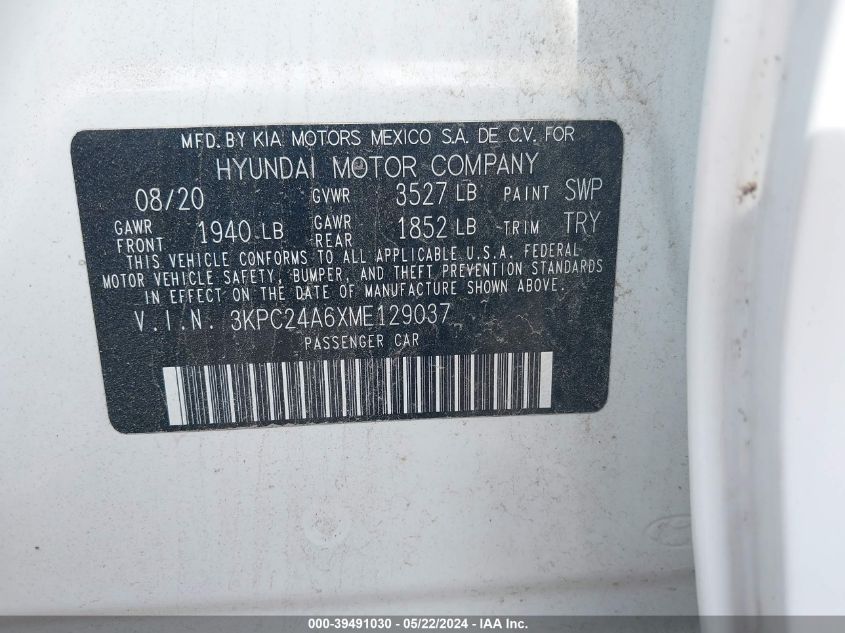 MFD. BY KIA MOTORS MEXICO S.A. DE C.V. FOR
HYUNDAI MOTOR COMPANY
08/20 GVWR 3527 LB PAINT SWP
GAWR FRONT 1940 LB GAWR REAR 1852 LB -TRIM TRY
THIS VEHICLE CONFORMS TO ALL APPLICABLE U.S.A. FEDERAL
MOTOR VEHICLE SAFETY, BUMPER, AND THEFT PREVENTION STANDARDS
IN EFFECT ON THE DATE OF MANUFACTURE SHOWN ABOVE.
V.I.N. 3KPC24A6XME129037
PASSENGER CAR
000-39491030 - 05/22/2024 - IAA Inc.